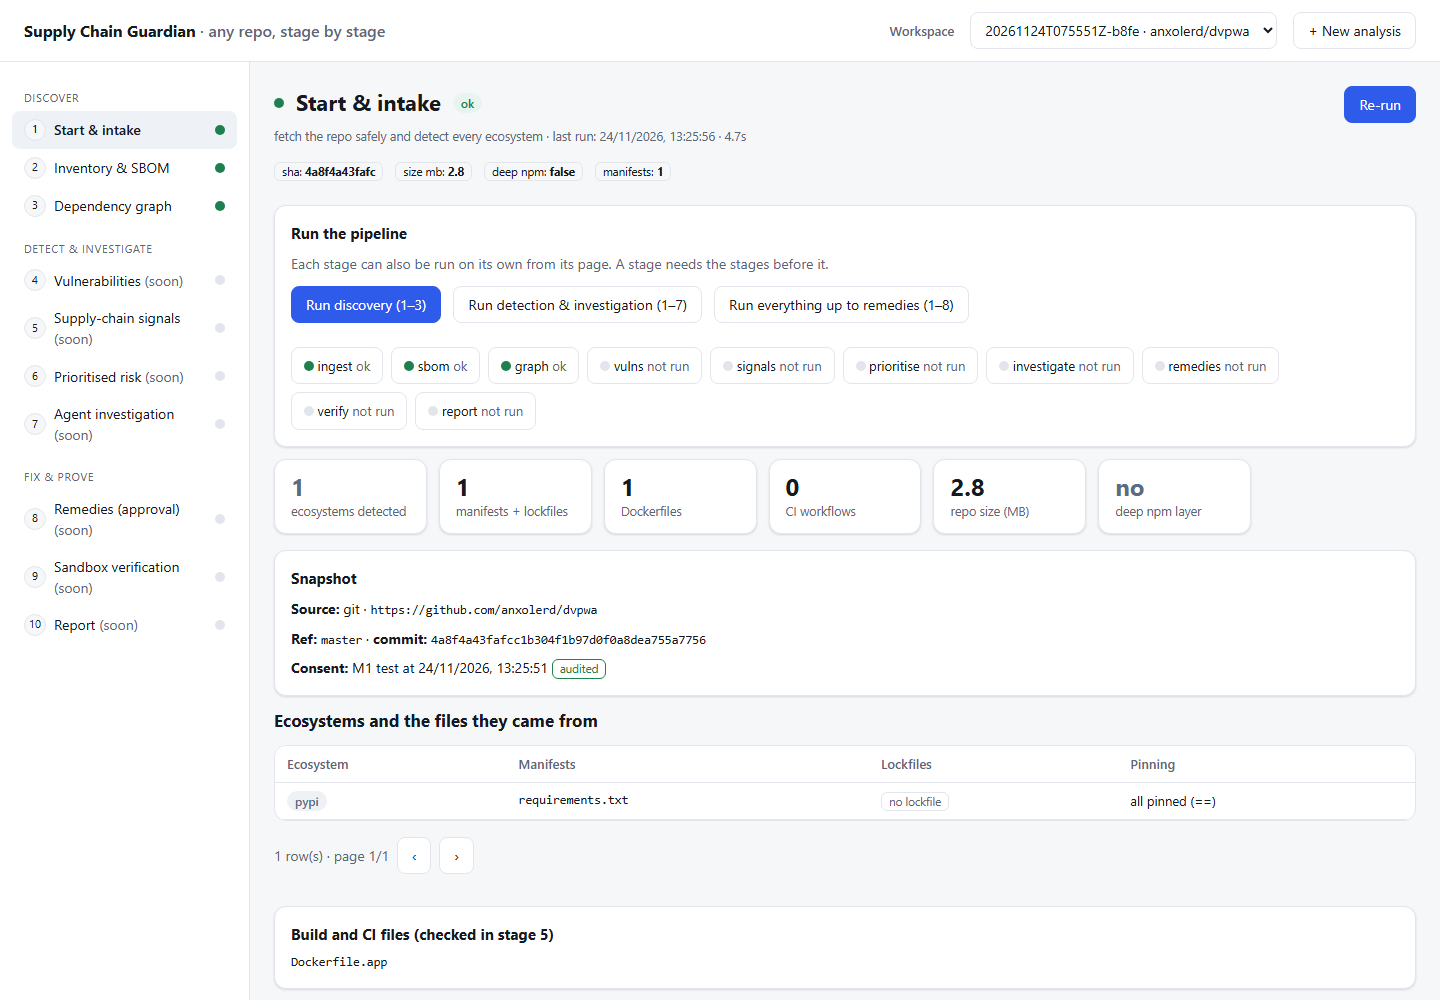 Supply Chain Guardian · any repo, stage by stage
Workspace
20261124T075551Z-b8fe · anxolerd/dvpwa
+ New analysis
DISCOVER
1 Start & intake
2 Inventory & SBOM
3 Dependency graph
DETECT & INVESTIGATE
4 Vulnerabilities (soon)
5 Supply-chain signals
(soon)
6 Prioritised risk (soon)
7 Agent investigation
(soon)
FIX & PROVE
8 Remedies (approval)
(soon)
9 Sandbox verification
(soon)
10 Report (soon)
Start & intake ok
Re-run
fetch the repo safely and detect every ecosystem · last run: 24/11/2026, 13:25:56 · 4.7s
sha: 4a8f4a43fafc size mb: 2.8 deep npm: false manifests: 1
Run the pipeline
Each stage can also be run on its own from its page. A stage needs the stages before it.
Run discovery (1–3) Run detection & investigation (1–7) Run everything up to remedies (1–8)
ingest ok sbom ok graph ok vulns not run signals not run prioritise not run investigate not run remedies not run
verify not run report not run
1 1 1 0 2.8 no
ecosystems detected manifests + lockfiles Dockerfiles CI workflows repo size (MB) deep npm layer
Snapshot
Source: git · https://github.com/anxolerd/dvpwa
Ref: master · commit: 4a8f4a43fafcc1b304f1b97d0f0a8dea755a7756
Consent: M1 test at 24/11/2026, 13:25:51 audited
Ecosystems and the files they came from
Ecosystem Manifests Lockfiles Pinning
pypi requirements.txt no lockfile all pinned (==)
1 row(s) · page 1/1 ‹ ›
Build and CI files (checked in stage 5)
Dockerfile.app